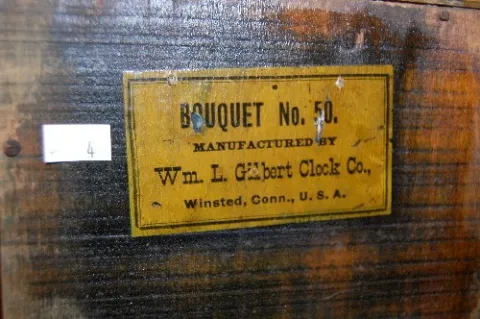 BOUQUET No. 50.
MANUFACTURED BY
Wm. L. Gilbert Clock Co.,
Winsted, Conn., U. S. A.
4